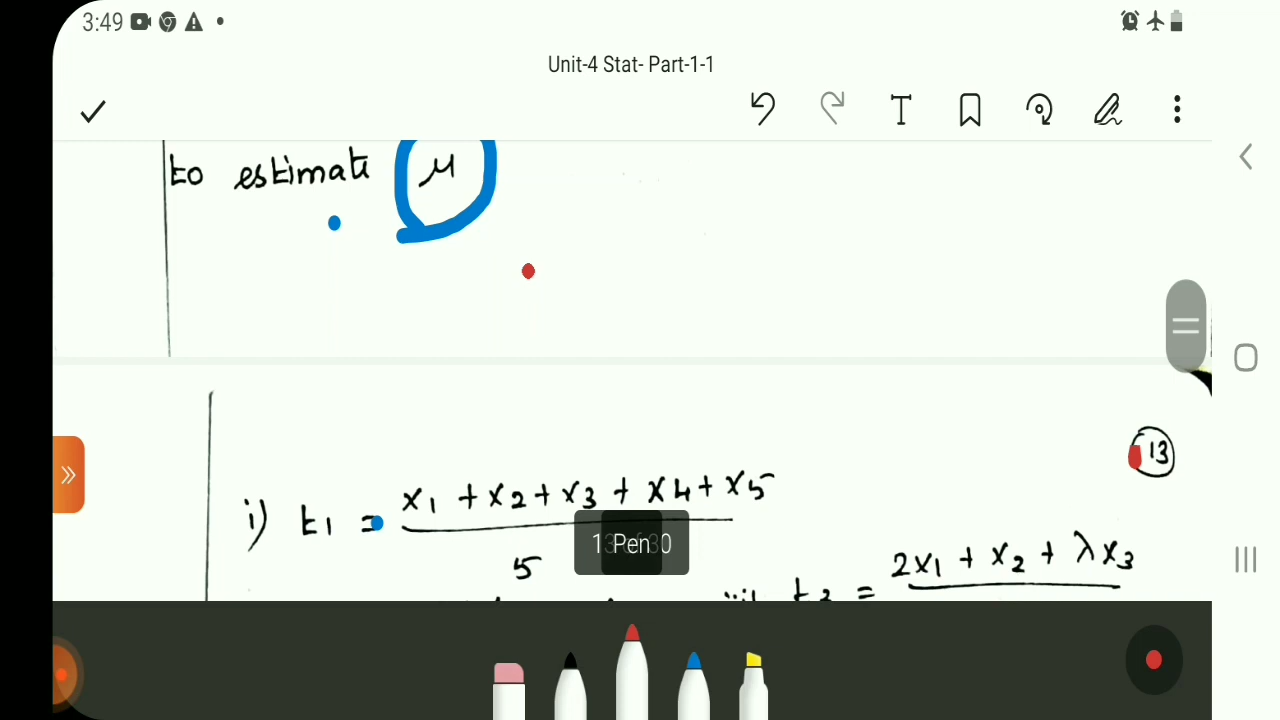 3:49
Unit-4 Stat- Part-1-1
T
to estimate μ
13
i) t1 = x1 + x2 + x3 + x4 + x5
5
Pen
= 2x1 + x2 + λx3